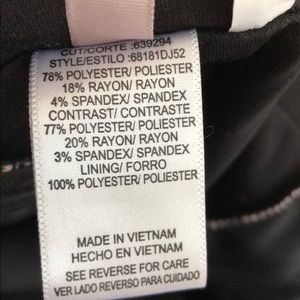 CUT/CORTE :639294
STYLE/ESTILO :68181DJ52
78% POLYESTER/ POLIESTER
18% RAYON/ RAYON
4% SPANDEX/ SPANDEX
CONTRAST/ CONTRASTE
77% POLYESTER/ POLIESTER
20% RAYON/ RAYON
3% SPANDEX/ SPANDEX
LINING/ FORRO
100% POLYESTER/ POLIESTER
MADE IN VIETNAM
HECHO EN VIETNAM
SEE REVERSE FOR CARE
VER LADO REVERSO PARA CUIDADO